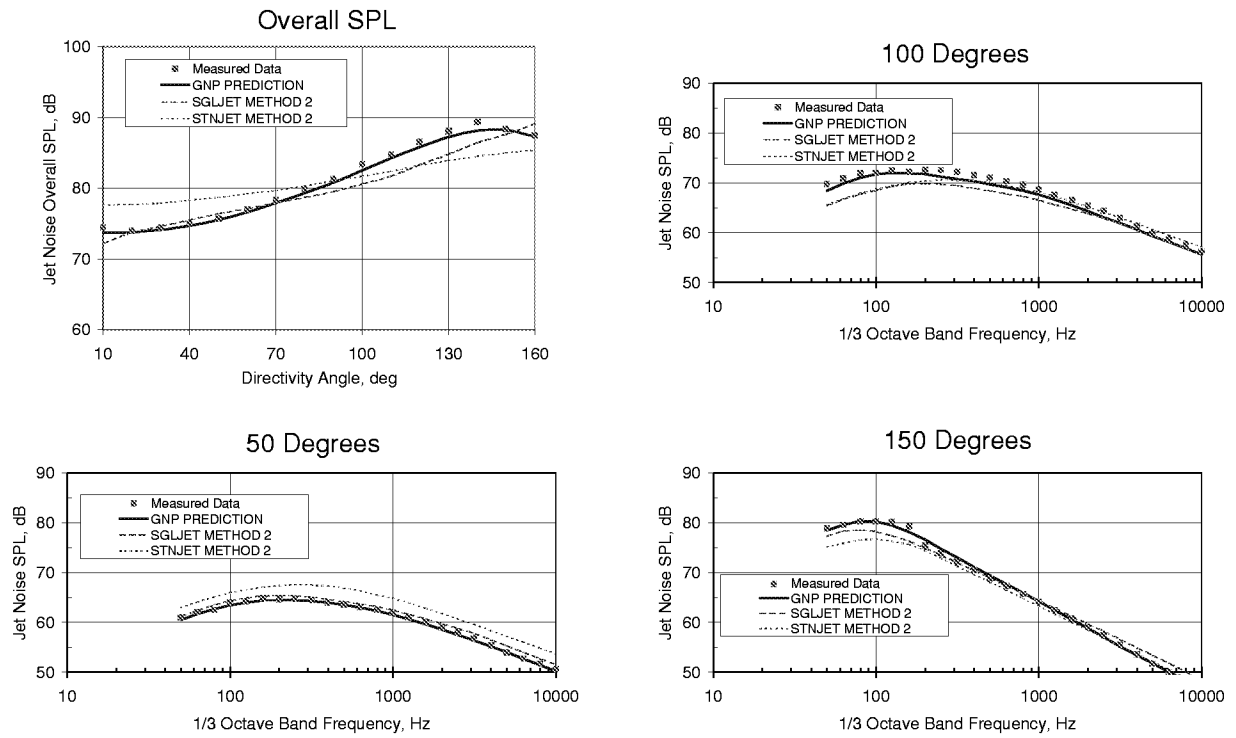 Overall SPL
100
90
80
70
60
Jet Noise Overall SPL, dB
Measured Data
GNP PREDICTION
SGLJET METHOD 2
STNJET METHOD 2
10 40 70 100 130 160
Directivity Angle, deg
100 Degrees
90
80
70
60
50
Jet Noise SPL, dB
Measured Data
GNP PREDICTION
SGLJET METHOD 2
STNJET METHOD 2
10 100 1000 10000
1/3 Octave Band Frequency, Hz
50 Degrees
90
80
70
60
50
Jet Noise SPL, dB
Measured Data
GNP PREDICTION
SGLJET METHOD 2
STNJET METHOD 2
10 100 1000 10000
1/3 Octave Band Frequency, Hz
150 Degrees
90
80
70
60
50
Jet Noise SPL, dB
Measured Data
GNP PREDICTION
SGLJET METHOD 2
STNJET METHOD 2
10 100 1000 10000
1/3 Octave Band Frequency, Hz